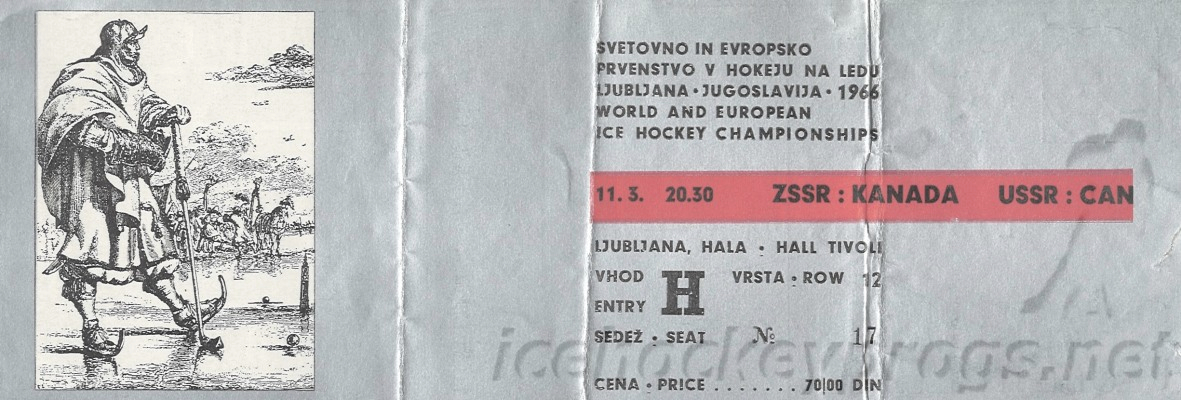 SVETOVNO IN EVROPSKO
PRVENSTVO V HOKEJU NA LEDU
LJUBLJANA • JUGOSLAVIJA • 1966
WORLD AND EUROPEAN
ICE HOCKEY CHAMPIONSHIPS
11. 3. 20.30 ZSSR : KANADA USSR : CAN
LJUBLJANA, HALA • HALL TIVOLI
VHOD H VRSTA • ROW 12
ENTRY
SEDEŽ • SEAT № 17
CENA • PRICE . . . . . . . 70|00 DIN